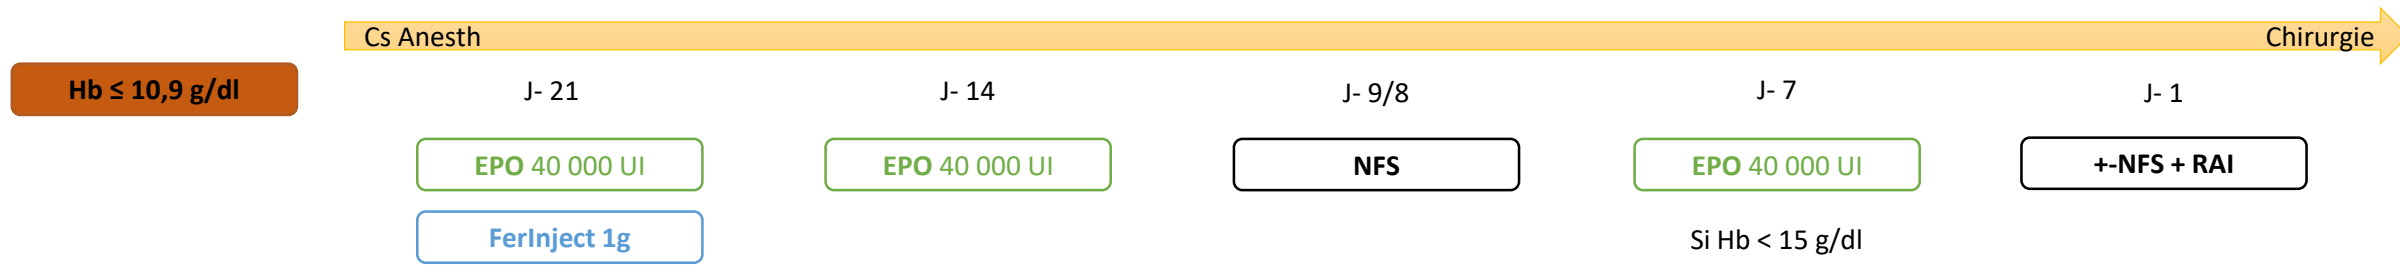 Cs Anesth
Chirurgie
Hb ≤ 10,9 g/dl
J- 21
J- 14
J- 9/8
J- 7
J- 1
EPO 40 000 UI
EPO 40 000 UI
NFS
EPO 40 000 UI
+-NFS + RAI
FerInject 1g
Si Hb < 15 g/dl